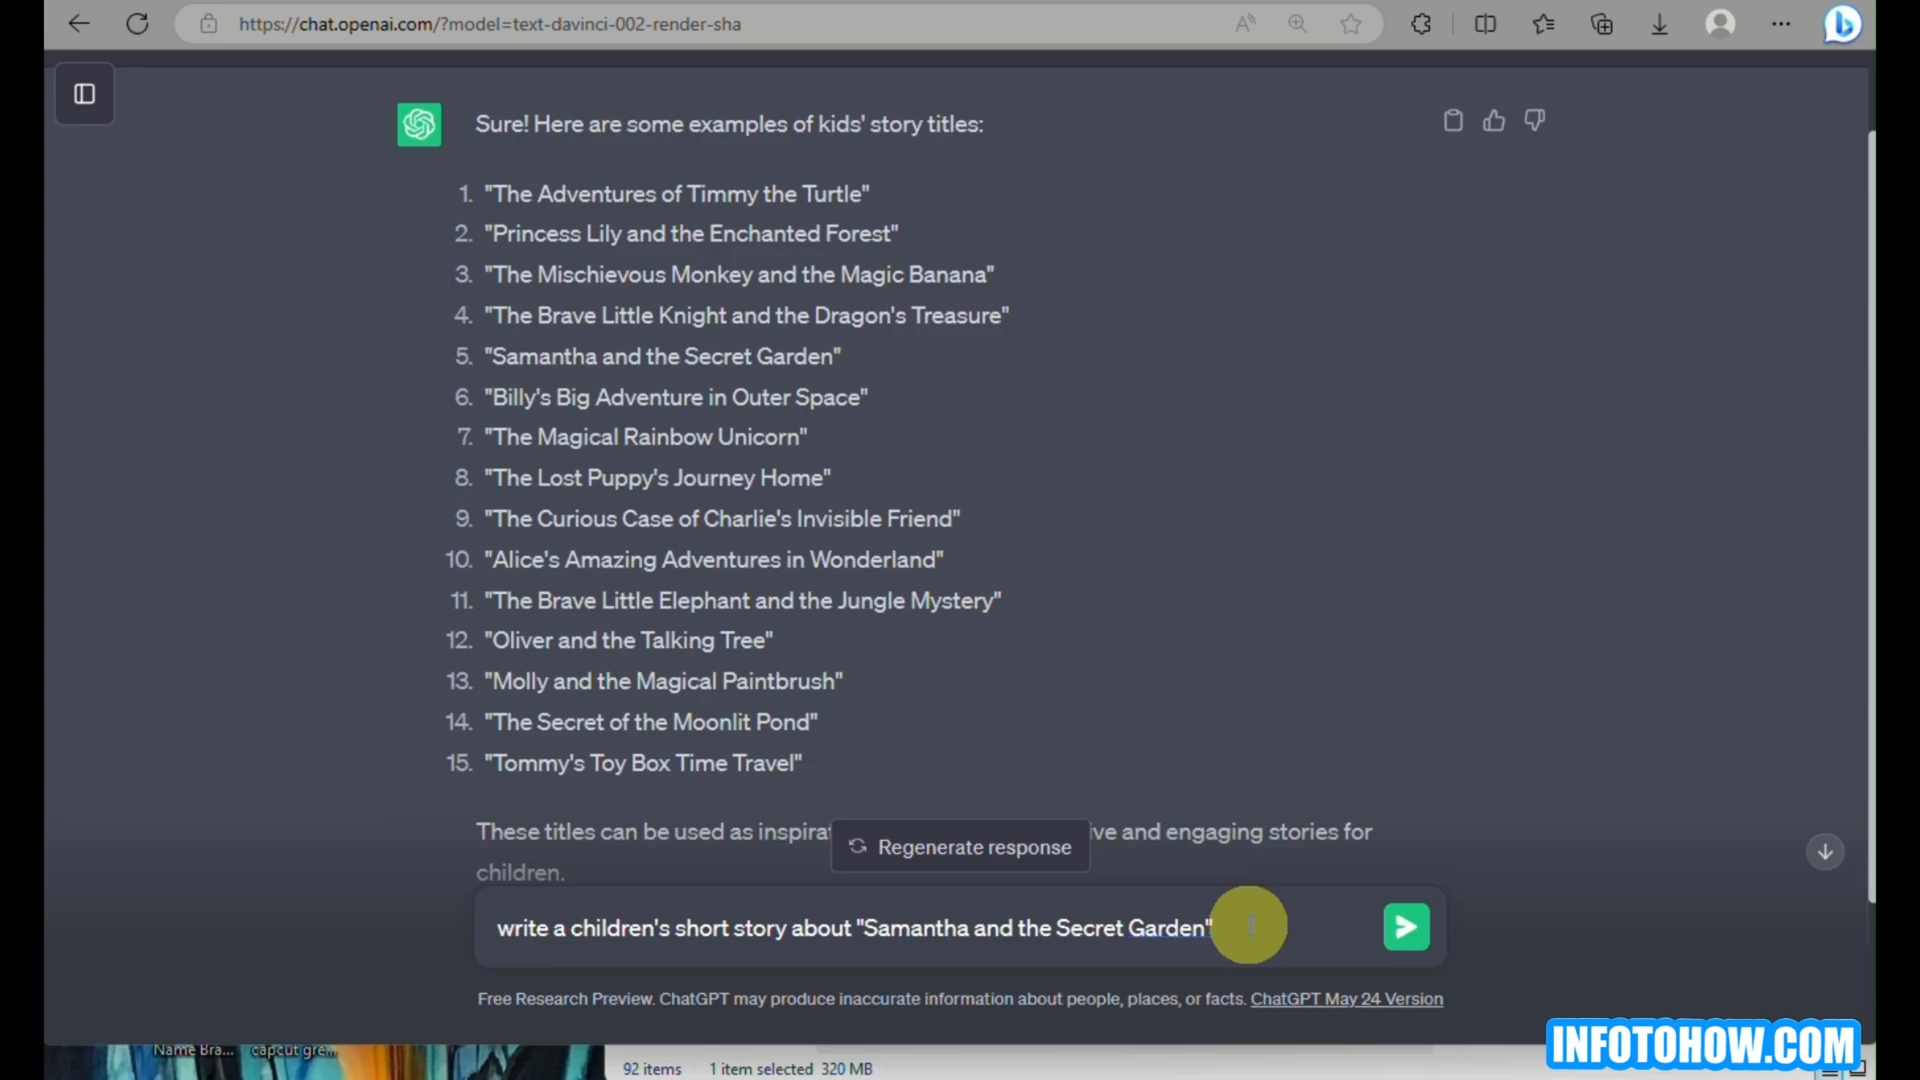 https://chat.openai.com/?model=text-davinci-002-render-sha
Sure! Here are some examples of kids' story titles:
1. "The Adventures of Timmy the Turtle"
2. "Princess Lily and the Enchanted Forest"
3. "The Mischievous Monkey and the Magic Banana"
4. "The Brave Little Knight and the Dragon's Treasure"
5. "Samantha and the Secret Garden"
6. "Billy's Big Adventure in Outer Space"
7. "The Magical Rainbow Unicorn"
8. "The Lost Puppy's Journey Home"
9. "The Curious Case of Charlie's Invisible Friend"
10. "Alice's Amazing Adventures in Wonderland"
11. "The Brave Little Elephant and the Jungle Mystery"
12. "Oliver and the Talking Tree"
13. "Molly and the Magical Paintbrush"
14. "The Secret of the Moonlit Pond"
15. "Tommy's Toy Box Time Travel"
These titles can be used as ive and engaging stories for
Regenerate response
children.
write a children's short story about "Samantha and the Secret Garden"
Free Research Preview. ChatGPT may produce inaccurate information about people, places, or facts. ChatGPT May 24 Version
Name Bra... capcut gre...
92 items 1 item selected 320 MB
INFOTOHOW.COM